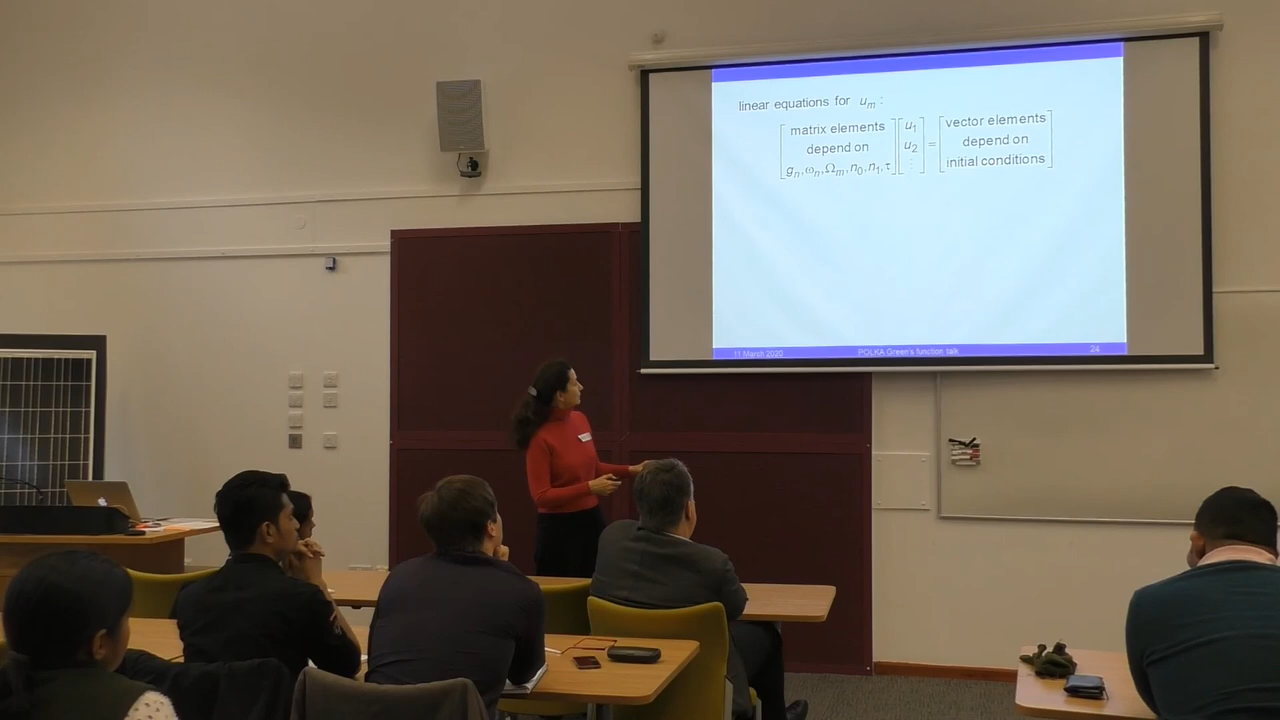 linear equations for u_m :
[matrix elements depend on g_n, ω_n, Ω_m, n_0, n_1, τ] [u_1 u_2 ⋮] = [vector elements depend on initial conditions]
11 March 2020 POLKA Green's function talk 24